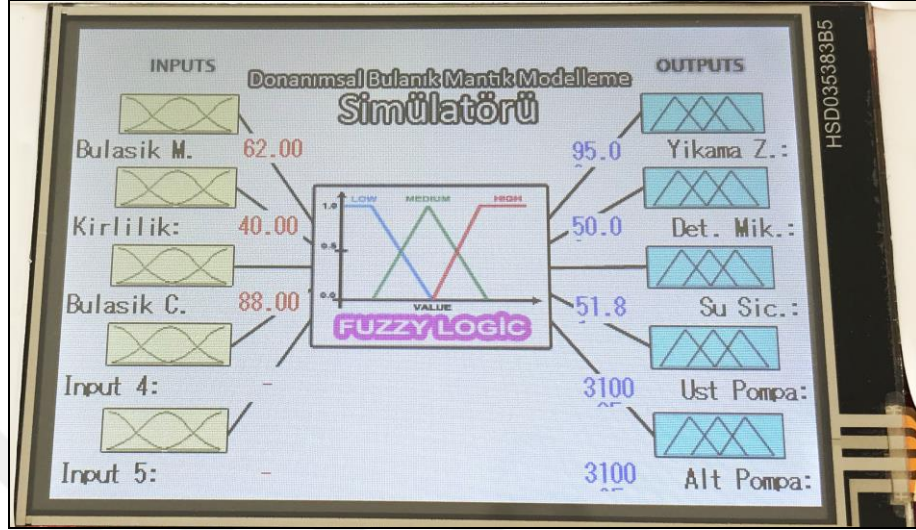 INPUTS
OUTPUTS
Donanımsal Bulanık Mantık Modelleme
Simülatörü
Bulasik M. 62.00
95.0 Yikama Z.:
Kirlilik: 40.00
50.0 Det. Mik.:
Bulasik C. 88.00
51.8 Su Sic.:
Input 4: -
3100 Ust Pompa:
Input 5: -
3100 Alt Pompa:
LOW MEDIUM HIGH
1.0
0.5
0.0
VALUE
FUZZY LOGİC
HSD035383B5